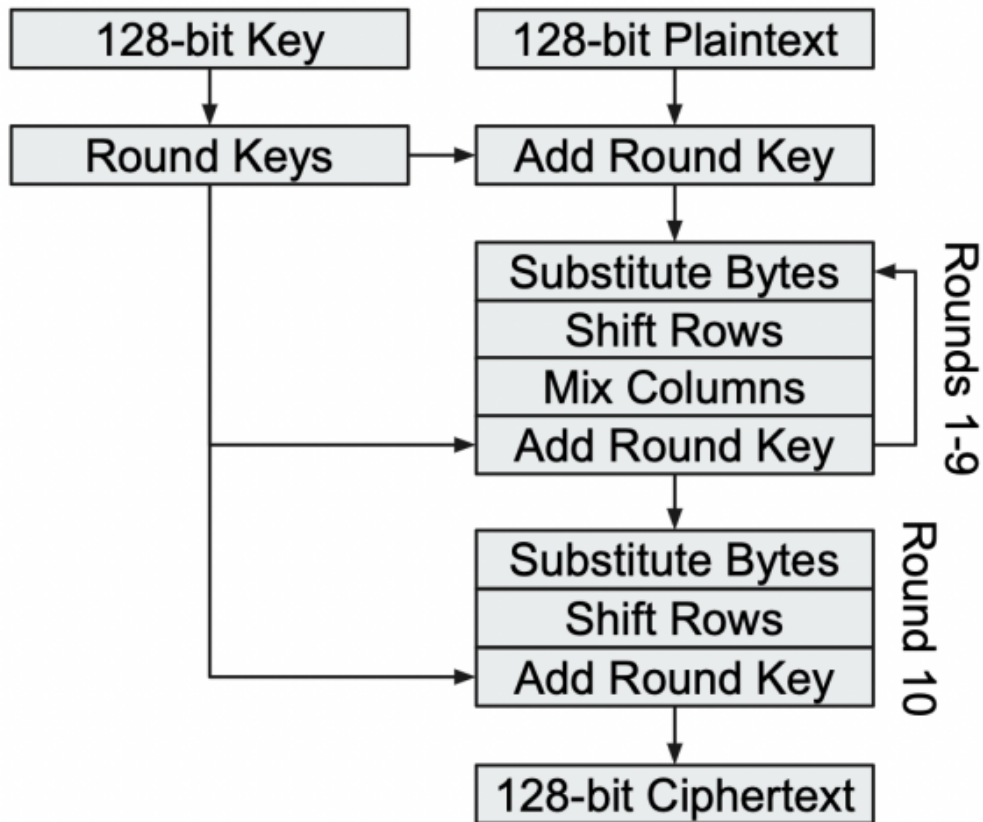 128-bit Key
128-bit Plaintext
Round Keys
Add Round Key
Substitute Bytes
Shift Rows
Mix Columns
Add Round Key
Rounds 1-9
Substitute Bytes
Shift Rows
Add Round Key
Round 10
128-bit Ciphertext